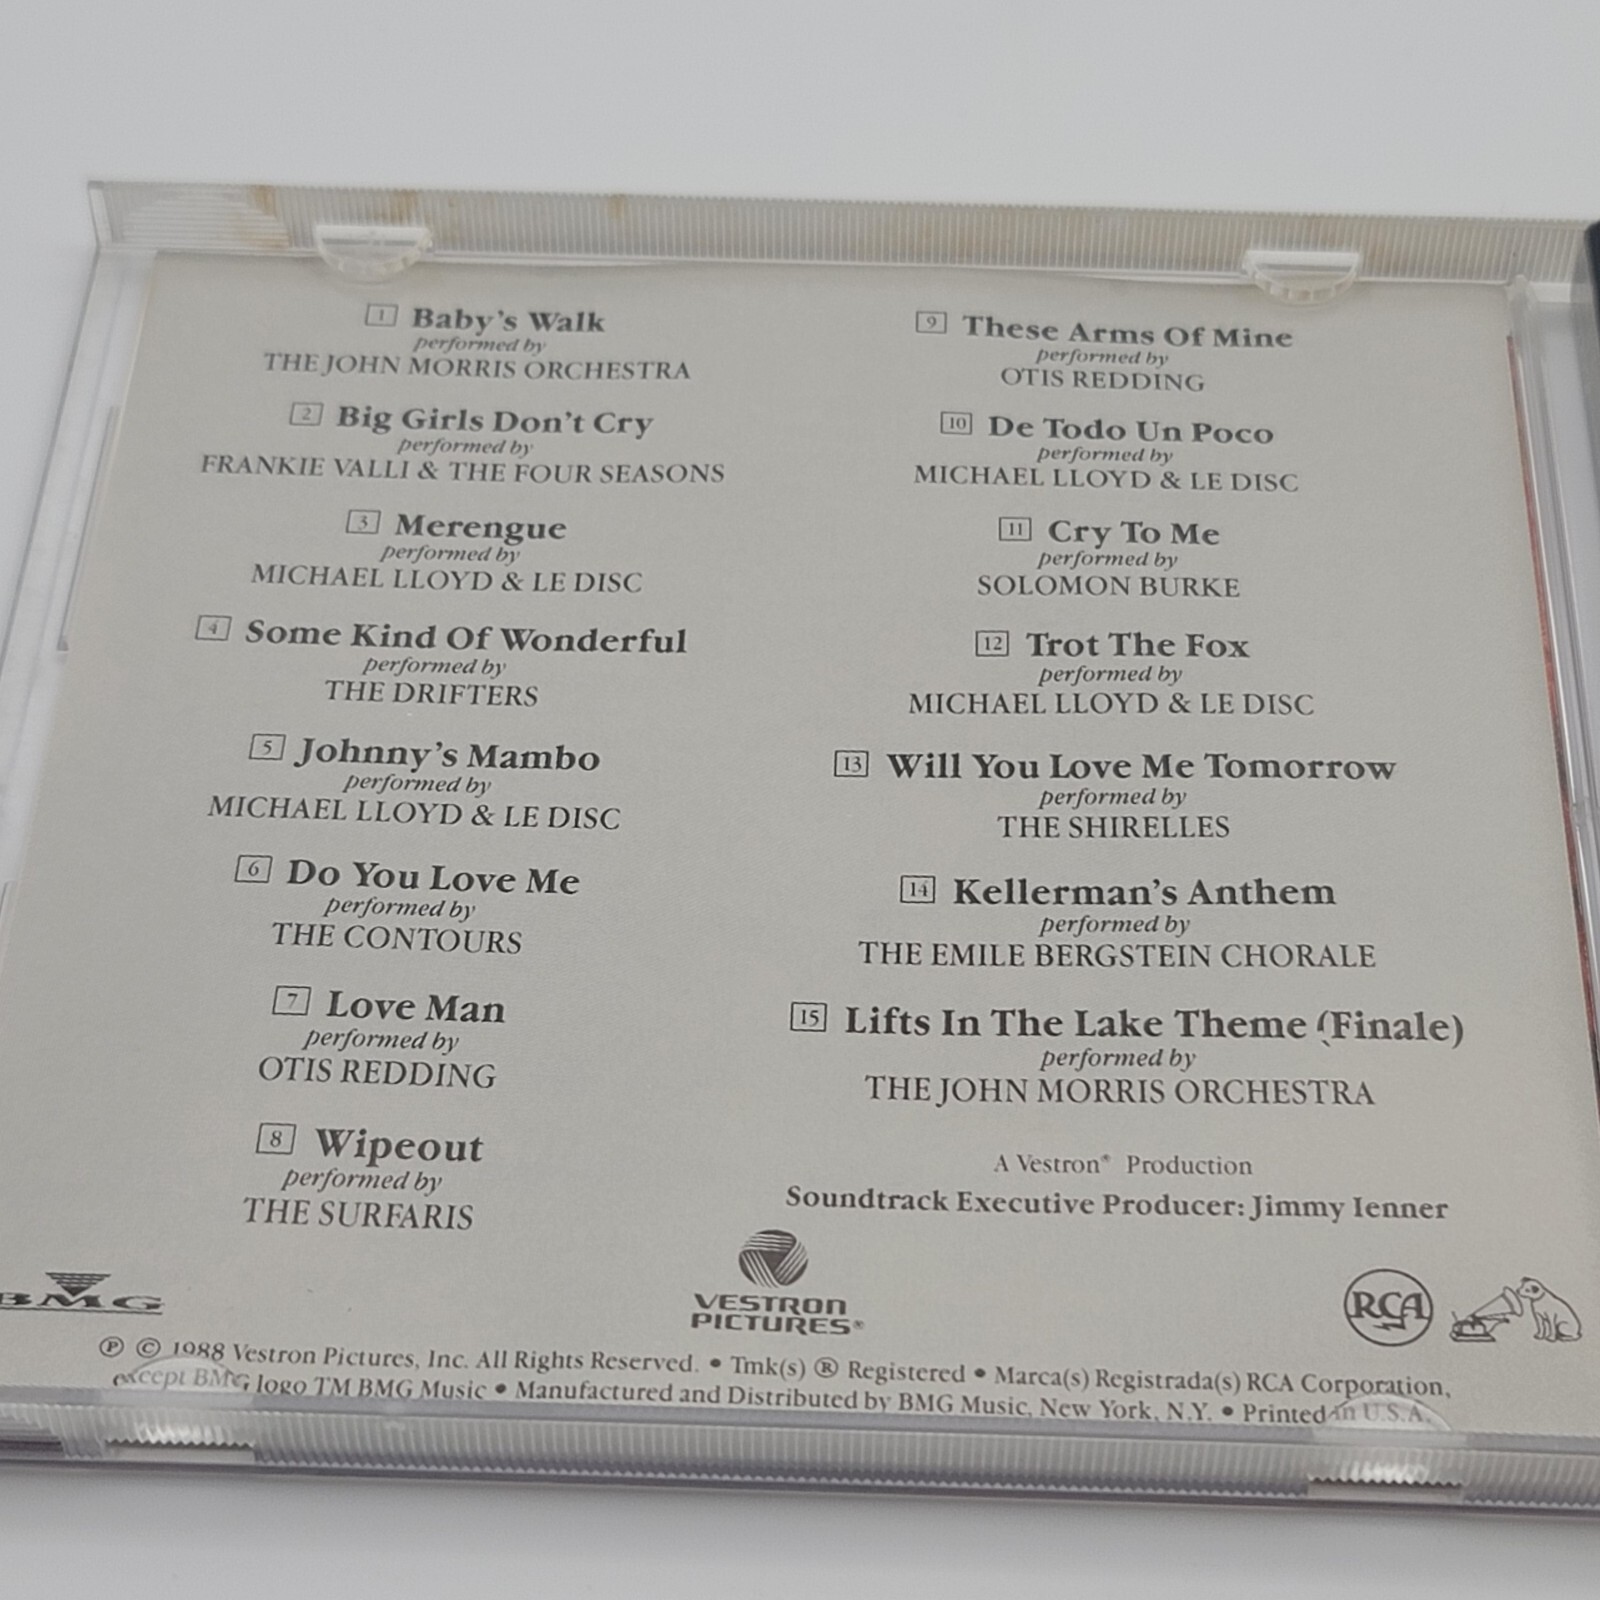 1 Baby's Walk
performed by
THE JOHN MORRIS ORCHESTRA
2 Big Girls Don't Cry
performed by
FRANKIE VALLI & THE FOUR SEASONS
3 Merengue
performed by
MICHAEL LLOYD & LE DISC
4 Some Kind Of Wonderful
performed by
THE DRIFTERS
5 Johnny's Mambo
performed by
MICHAEL LLOYD & LE DISC
6 Do You Love Me
performed by
THE CONTOURS
7 Love Man
performed by
OTIS REDDING
8 Wipeout
performed by
THE SURFARIS
9 These Arms Of Mine
performed by
OTIS REDDING
10 De Todo Un Poco
performed by
MICHAEL LLOYD & LE DISC
11 Cry To Me
performed by
SOLOMON BURKE
12 Trot The Fox
performed by
MICHAEL LLOYD & LE DISC
13 Will You Love Me Tomorrow
performed by
THE SHIRELLES
14 Kellerman's Anthem
performed by
THE EMILE BERGSTEIN CHORALE
15 Lifts In The Lake Theme (Finale)
performed by
THE JOHN MORRIS ORCHESTRA
A Vestron® Production
Soundtrack Executive Producer: Jimmy Ienner
BMG
VESTRON
PICTURES®
RCA
℗ © 1988 Vestron Pictures, Inc. All Rights Reserved. • Tmk(s) ® Registered • Marca(s) Registrada(s) RCA Corporation,
except BMG logo TM BMG Music • Manufactured and Distributed by BMG Music, New York, N.Y. • Printed in U.S.A.